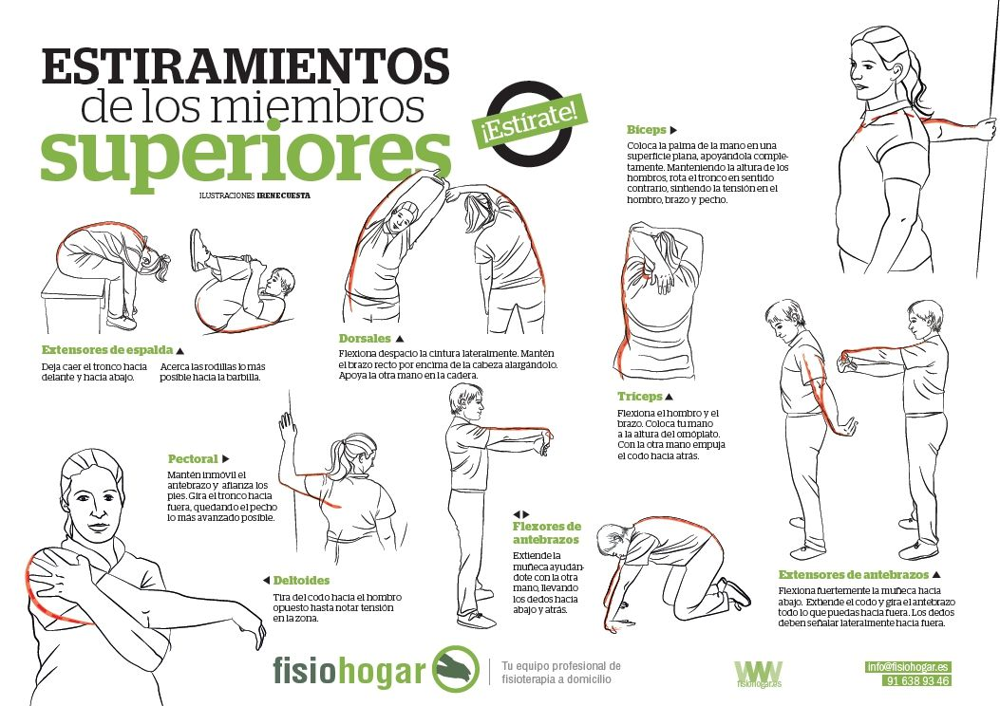 ESTIRAMIENTOS
de los miembros
superiores
ILUSTRACIONES IRENE CUESTA
¡Estírate!
Bíceps ▶
Coloca la palma de la mano en una
superficie plana, apoyándola comple-
tamente. Manteniendo la altura de los
hombros, rota el tronco en sentido
contrario, sintiendo la tensión en el
hombro, brazo y pecho.
Extensores de espalda ▲
Deja caer el tronco hacia
delante y hacia abajo.
Acerca las rodillas lo más
posible hacia la barbilla.
Dorsales ▲
Flexiona despacio la cintura lateralmente. Mantén
el brazo recto por encima de la cabeza alargándolo.
Apoya la otra mano en la cadera.
Tríceps ▲
Flexiona el hombro y el
brazo. Coloca tu mano
a la altura del omóplato.
Con la otra mano empuja
el codo hacia atrás.
Pectoral ▶
Mantén inmóvil el
antebrazo y afianza los
pies. Gira el tronco hacia
fuera, quedando el pecho
lo más avanzado posible.
◀ Deltoides
Tira del codo hacia el hombro
opuesto hasta notar tensión
en la zona.
◀▶
Flexores de
antebrazos
Extiende la
muñeca ayudán-
dote con la otra
mano, llevando
los dedos hacia
abajo y atrás.
Extensores de antebrazos ▲
Flexiona fuertemente la muñeca hacia
abajo. Extiende el codo y gira el antebrazo
todo lo que puedas hacia fuera. Los dedos
deben señalar lateralmente hacia fuera.
fisiohogar
Tu equipo profesional de
fisioterapia a domicilio
WWW
fisiohogar.es
info@fisiohogar.es
91 638 93 46